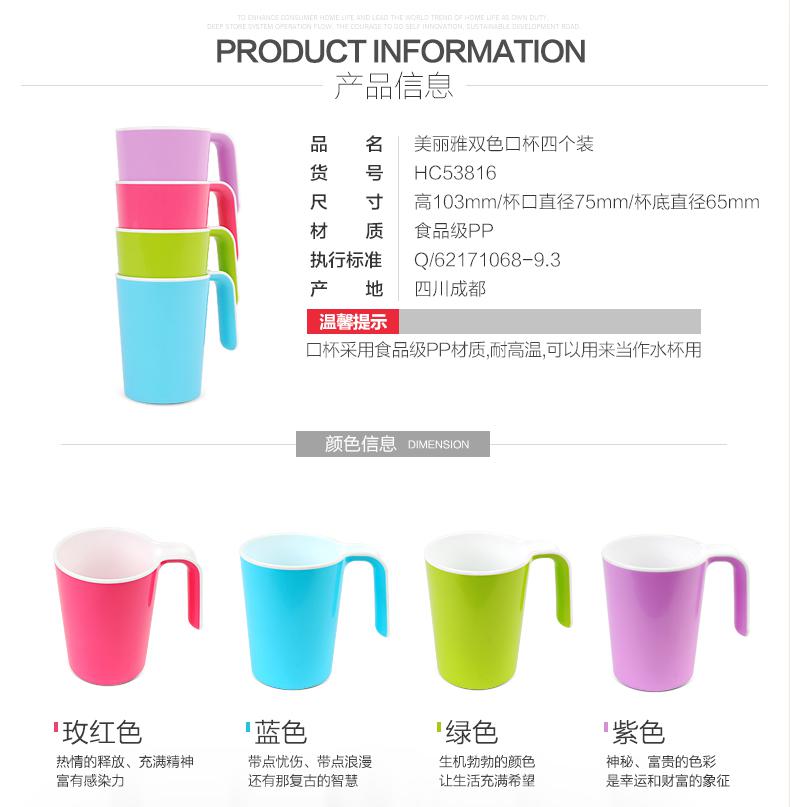 TO ENHANCE CONSUMER HOME LIFE AND LEAD THE WORLD TREND OF HOME LIFE AS OWN DUTY,
DEEP STORE SYSTEM OPERATION FLOW, THE COURAGE TO DO SELF INNOVATION, SUSTAINABLE DEVELOPMENT ROAD.
PRODUCT INFORMATION
产品信息
品 名 美丽雅双色口杯四个装
货 号 HC53816
尺 寸 高103mm/杯口直径75mm/杯底直径65mm
材 质 食品级PP
执行标准 Q/62171068-9.3
产 地 四川成都
温馨提示
口杯采用食品级PP材质,耐高温,可以用来当作水杯用
颜色信息 DIMENSION
玫红色
热情的释放、充满精神
富有感染力
蓝色
带点忧伤、带点浪漫
还有那复古的智慧
绿色
生机勃勃的颜色
让生活充满希望
紫色
神秘、富贵的色彩
是幸运和财富的象征